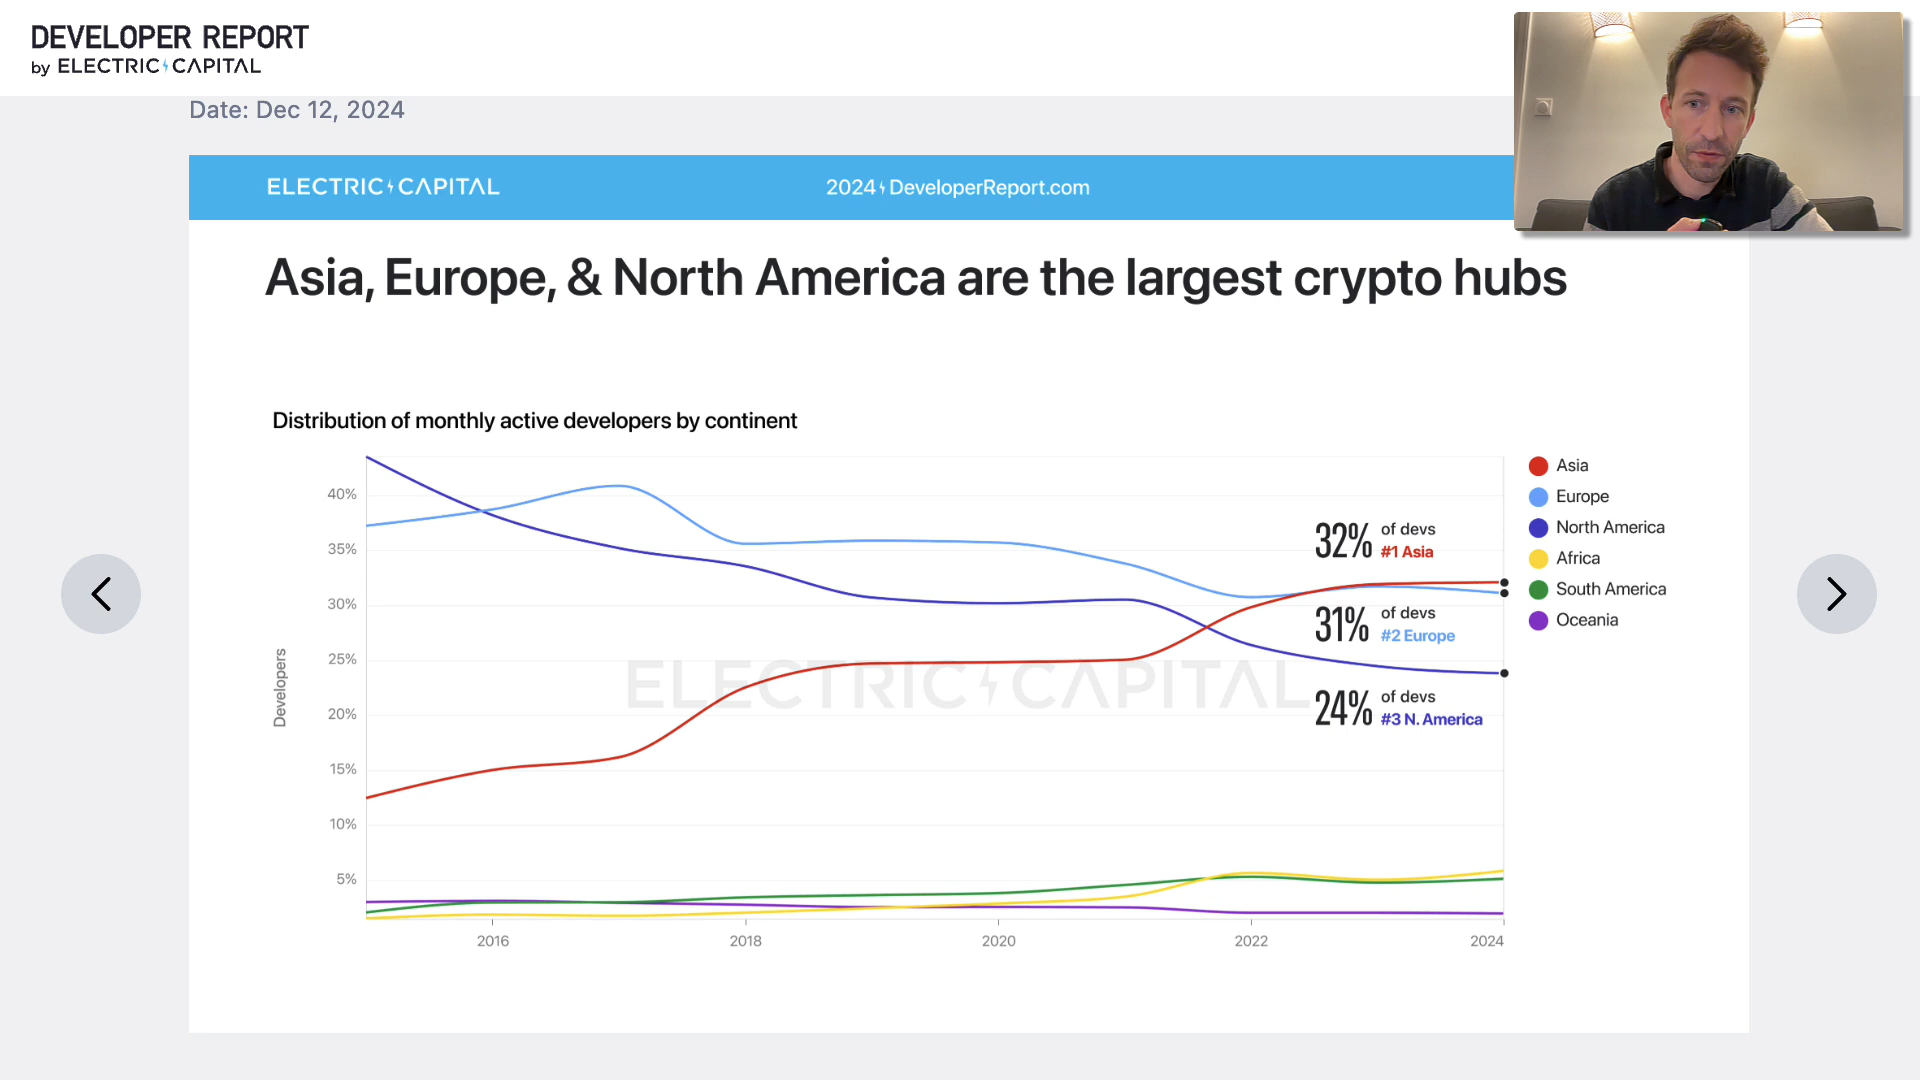 DEVELOPER REPORT
by ELECTRIC CAPITAL
Date: Dec 12, 2024
ELECTRIC CAPITAL
2024 DeveloperReport.com
Asia, Europe, & North America are the largest crypto hubs
Distribution of monthly active developers by continent
40%
35%
30%
25%
20%
15%
10%
5%
Developers
ELECTRIC CAPITAL
32% of devs
#1 Asia
31% of devs
#2 Europe
24% of devs
#3 N. America
Asia
Europe
North America
Africa
South America
Oceania
2016
2018
2020
2022
2024